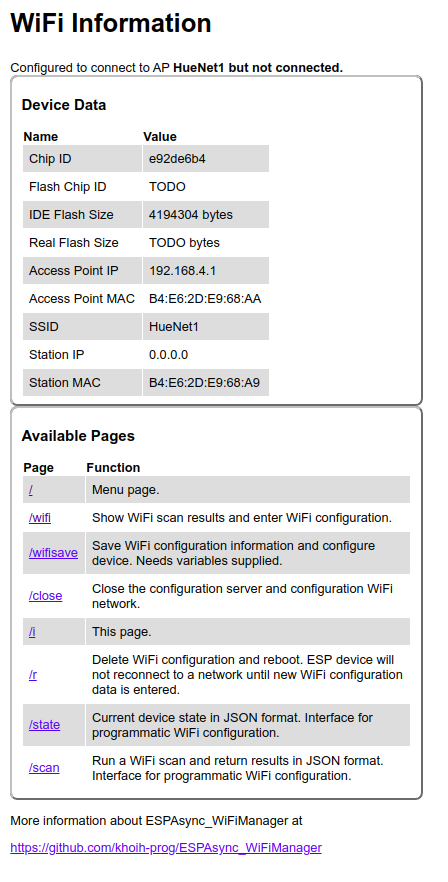 WiFi Information
Configured to connect to AP HueNet1 but not connected.
Device Data
Name Value
Chip ID e92de6b4
Flash Chip ID TODO
IDE Flash Size 4194304 bytes
Real Flash Size TODO bytes
Access Point IP 192.168.4.1
Access Point MAC B4:E6:2D:E9:68:AA
SSID HueNet1
Station IP 0.0.0.0
Station MAC B4:E6:2D:E9:68:A9
Available Pages
Page Function
/ Menu page.
/wifi Show WiFi scan results and enter WiFi configuration.
/wifisave Save WiFi configuration information and configure
device. Needs variables supplied.
/close Close the configuration server and configuration WiFi
network.
/i This page.
/r Delete WiFi configuration and reboot. ESP device will
not reconnect to a network until new WiFi configuration
data is entered.
/state Current device state in JSON format. Interface for
programmatic WiFi configuration.
/scan Run a WiFi scan and return results in JSON format.
Interface for programmatic WiFi configuration.
More information about ESPAsync_WiFiManager at
https://github.com/khoih-prog/ESPAsync_WiFiManager